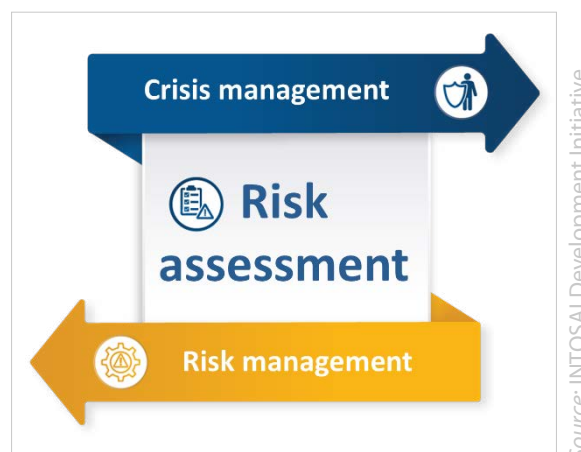 Crisis management
Risk
assessment
Risk management
Source: INTOSAI Development Initiative